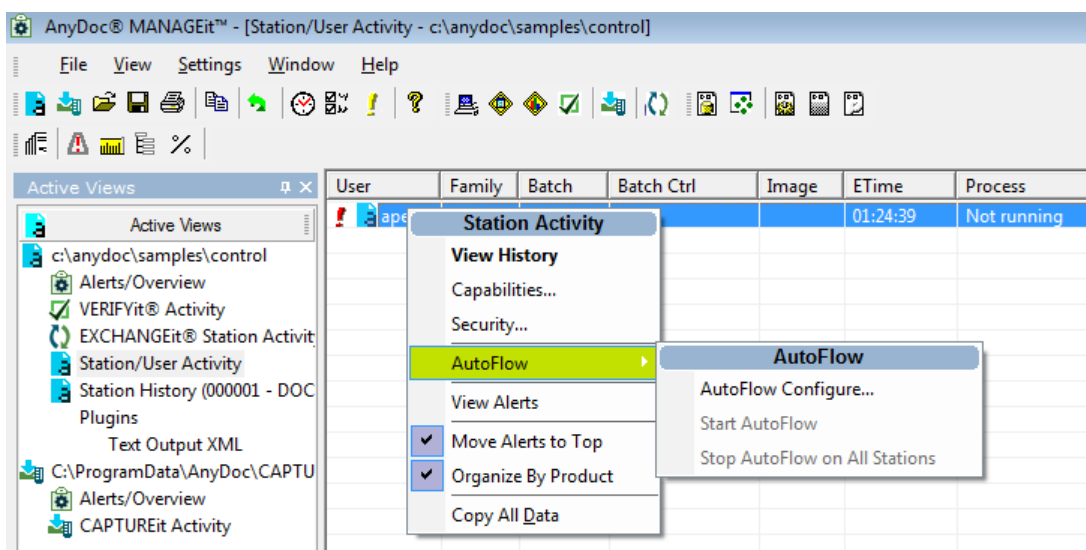 AnyDoc® MANAGEit™ - [Station/User Activity - c:\anydoc\samples\control]
File View Settings Window Help
Active Views
User Family Batch Batch Ctrl Image ETime Process
Active Views
ape 01:24:39 Not running
c:\anydoc\samples\control
Alerts/Overview
VERIFYit® Activity
EXCHANGEit® Station Activit
Station/User Activity
Station History (000001 - DOC
Plugins
Text Output XML
C:\ProgramData\AnyDoc\CAPTU
Alerts/Overview
CAPTUREit Activity
Station Activity
View History
Capabilities...
Security...
AutoFlow
View Alerts
Move Alerts to Top
Organize By Product
Copy All Data
AutoFlow
AutoFlow Configure...
Start AutoFlow
Stop AutoFlow on All Stations